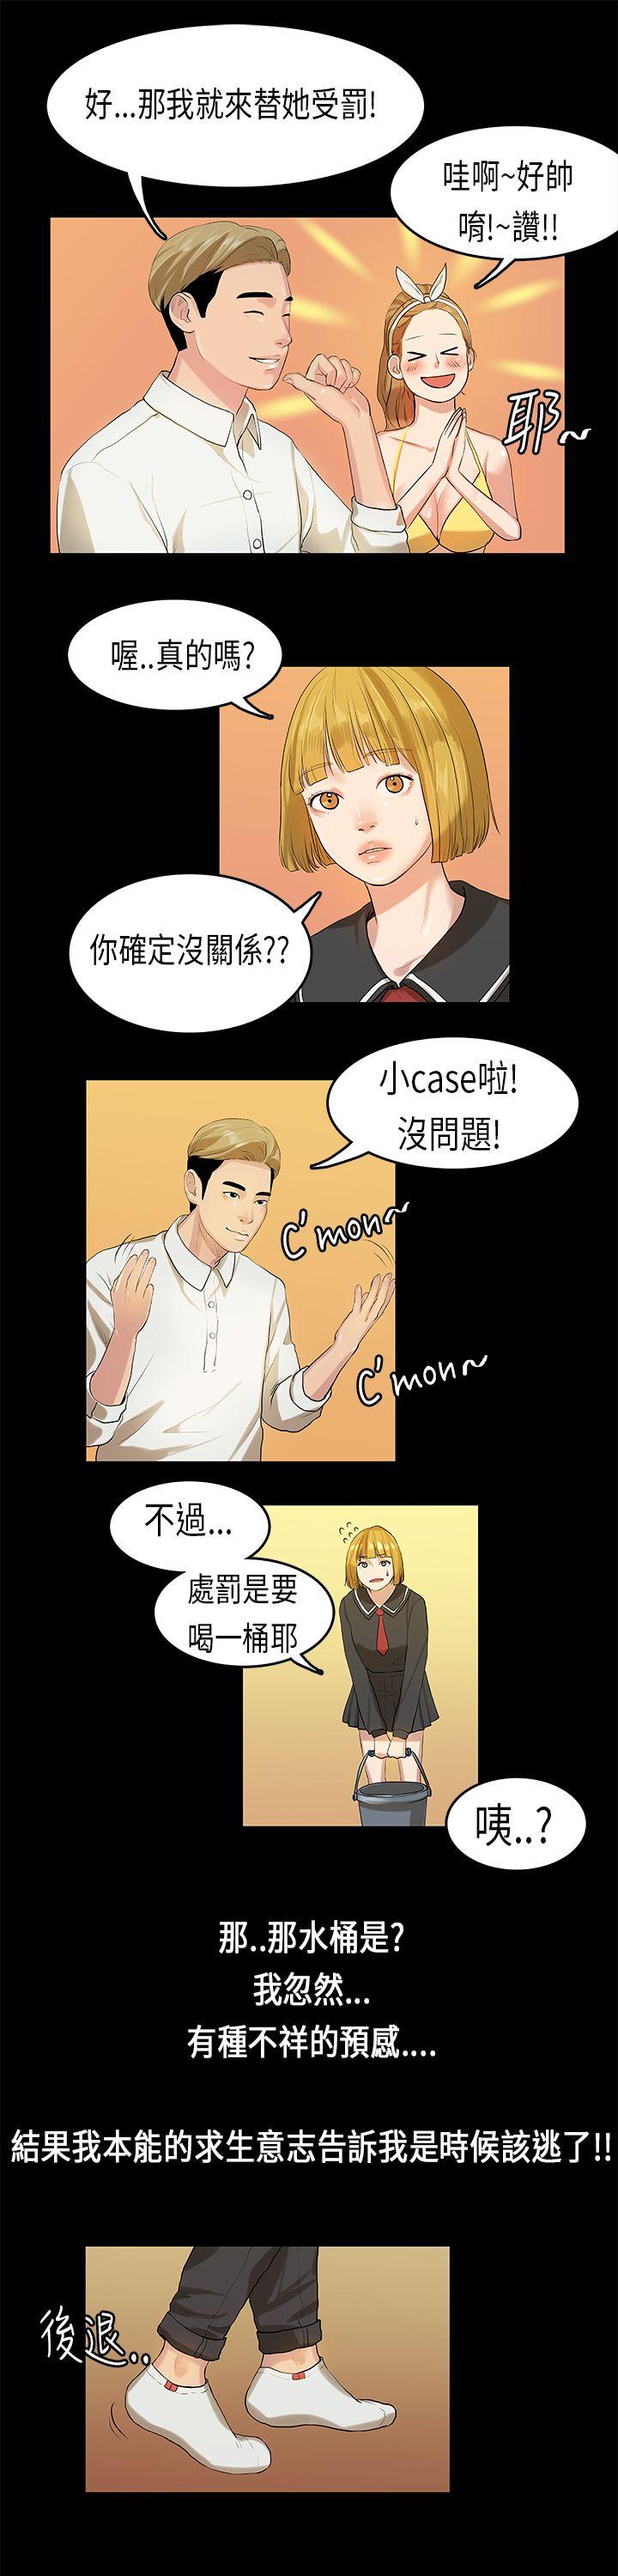 好...那我就來替她受罰!
哇啊~好帥
唷!~讚!!
耶~
喔..真的嗎?
你確定沒關係??
小case啦!
沒問題!
C'mon~
C'mon~
不過...
處罰是要
喝一桶耶
咦..?
那..那水桶是?
我忽然...
有種不祥的預感....
結果我本能的求生意志告訴我是時候該逃了!!
後退..